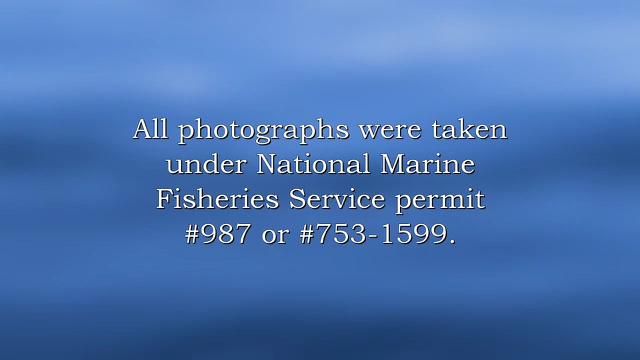 All photographs were taken
under National Marine
Fisheries Service permit
#987 or #753-1599.